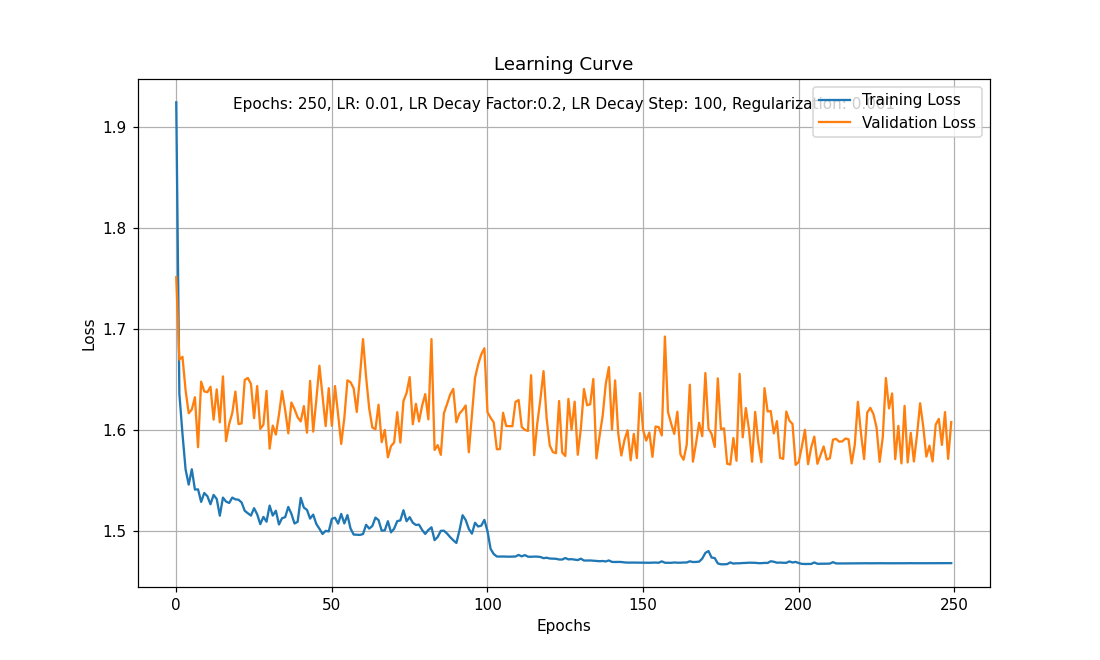 Learning Curve
Epochs: 250, LR: 0.01, LR Decay Factor:0.2, LR Decay Step: 100, Regularization: 0.001
Training Loss
Validation Loss
1.9
1.8
1.7
1.6
1.5
Loss
0
50
100
150
200
250
Epochs